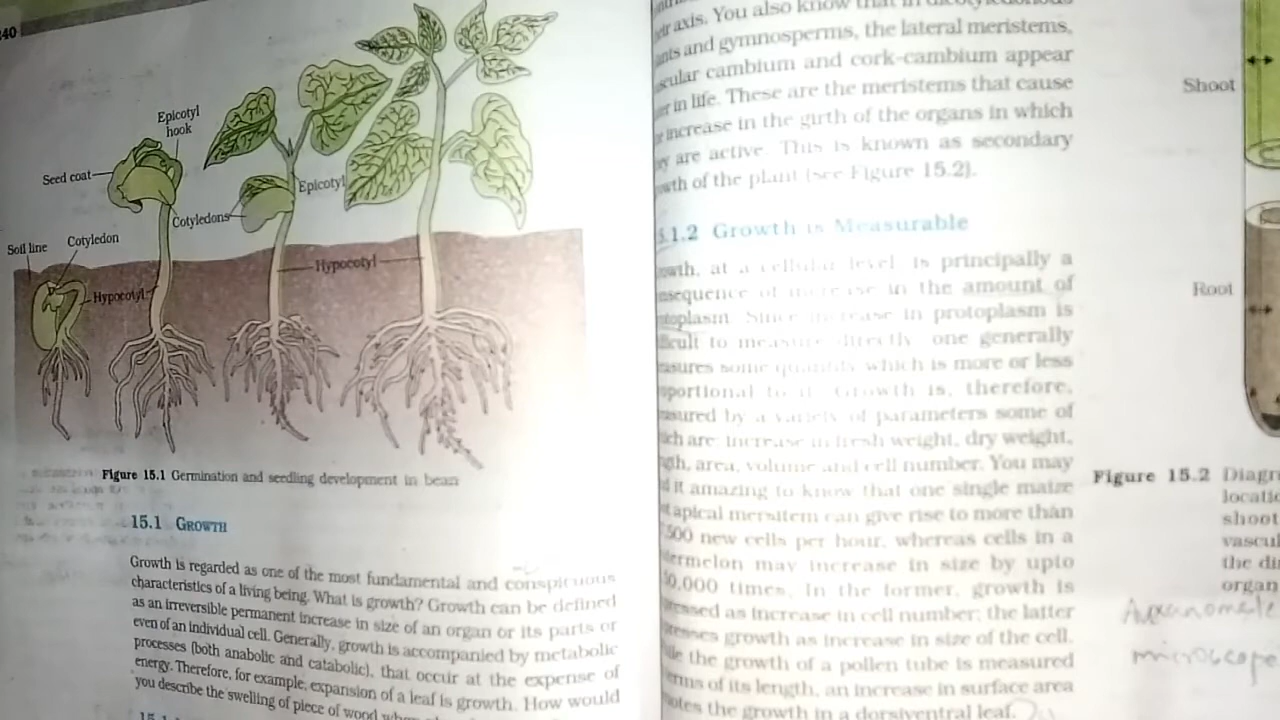 240
Epicotyl
hook
Seed coat
Epicotyl
Cotyledons
Soil line
Cotyledon
Hypocotyl
Hypocotyl
Figure 15.1 Germination and seedling development in bean
15.1 GROWTH
Growth is regarded as one of the most fundamental and conspicuous
characteristics of a living being. What is growth? Growth can be defined
as an irreversible permanent increase in size of an organ or its parts or
even of an individual cell. Generally, growth is accompanied by metabolic
processes (both anabolic and catabolic), that occur at the expense of
energy. Therefore, for example, expansion of a leaf is growth. How would
you describe the swelling of piece of wood
axis. You also know that in
and gymnosperms, the lateral meristems,
cambium and cork-cambium appear
in life. These are the meristems that cause
increase in the girth of the organs in which
are active. This is known as secondary
of the plant (see Figure 15.2).
5.1.2 Growth is Measurable
at a cellular level, is principally a
of increase in the amount of
Since increase in protoplasm is
to measure directly, one generally
some quantity which is more or less
to it. Growth is, therefore,
by a variety of parameters some of
are: increase in fresh weight, dry weight,
area, volume and cell number. You may
it amazing to know that one single maize
apical meristem can give rise to more than
500 new cells per hour, whereas cells in a
may increase in size by upto
0,000 times. In the former, growth is
as increase in cell number; the latter
growth as increase in size of the cell.
the growth of a pollen tube is measured
of its length, an increase in surface area
the growth in a dorsiventral leaf.
Shoot
Root
Figure 15.2
shoot
microscope